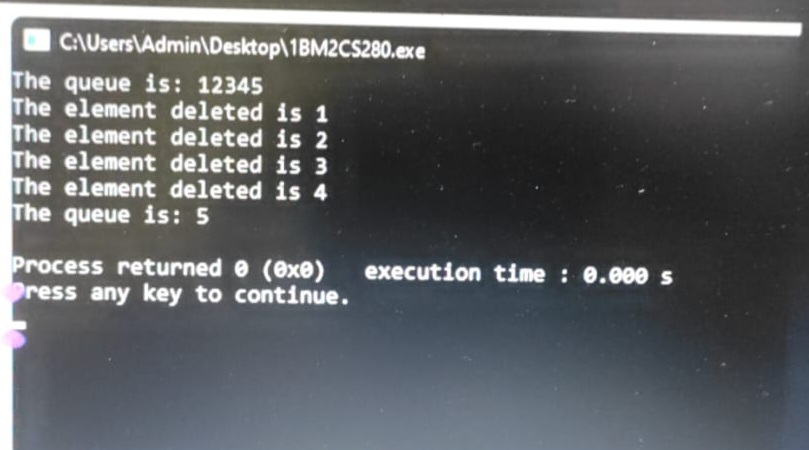 C:\Users\Admin\Desktop\1BM2CS280.exe
The queue is: 12345
The element deleted is 1
The element deleted is 2
The element deleted is 3
The element deleted is 4
The queue is: 5
Process returned 0 (0x0)   execution time : 0.000 s
Press any key to continue.